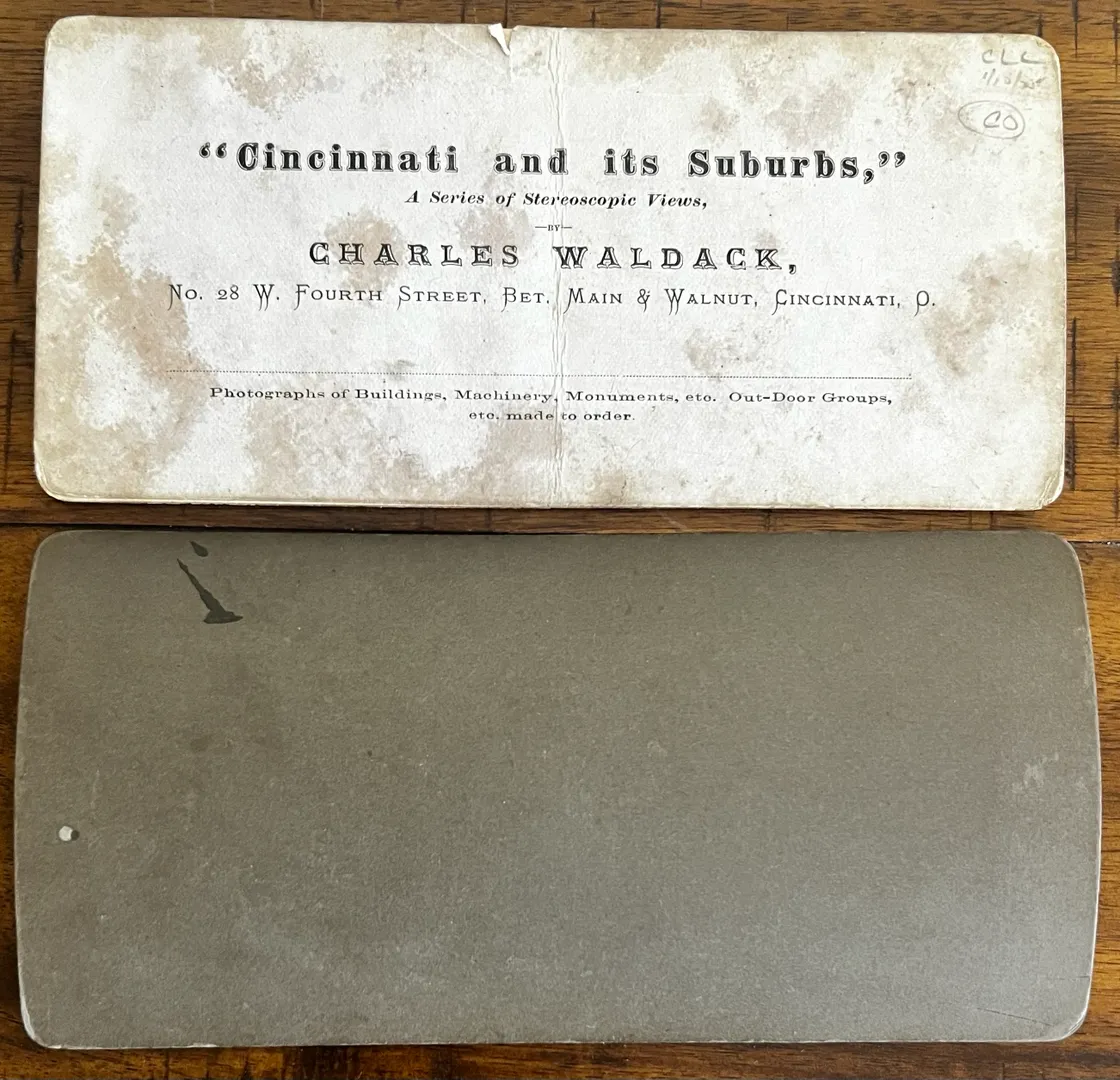 CLC
CO
“Cincinnati and its Suburbs,”
A Series of Stereoscopic Views,
—BY—
CHARLES WALDACK,
No. 28 W. Fourth Street, Bet. Main & Walnut, Cincinnati, O.
Photographs of Buildings, Machinery, Monuments, etc. Out-Door Groups,
etc. made to order.